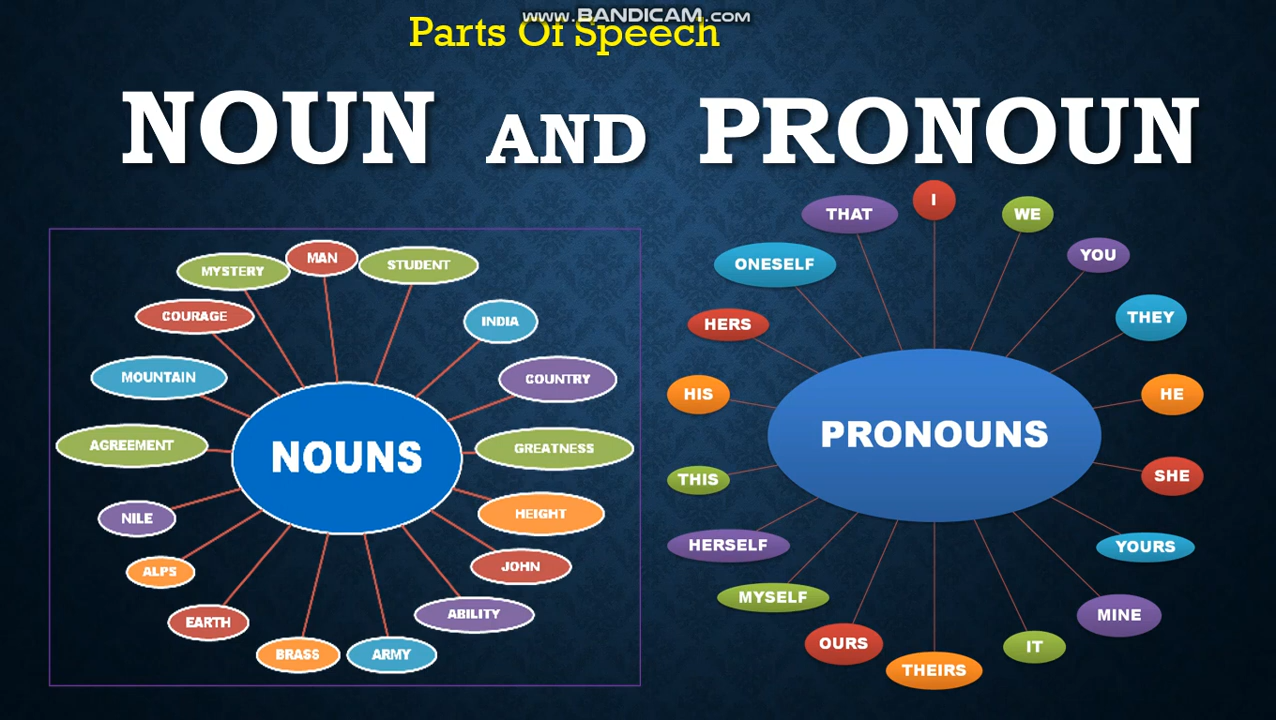 www.BANDICAM.com
Parts Of Speech
NOUN AND PRONOUN
NOUNS
MAN
STUDENT
INDIA
COUNTRY
GREATNESS
HEIGHT
JOHN
ABILITY
ARMY
BRASS
EARTH
ALPS
NILE
AGREEMENT
MOUNTAIN
COURAGE
MYSTERY
PRONOUNS
I
WE
YOU
THEY
HE
SHE
YOURS
MINE
IT
THEIRS
OURS
MYSELF
HERSELF
THIS
HIS
HERS
ONESELF
THAT